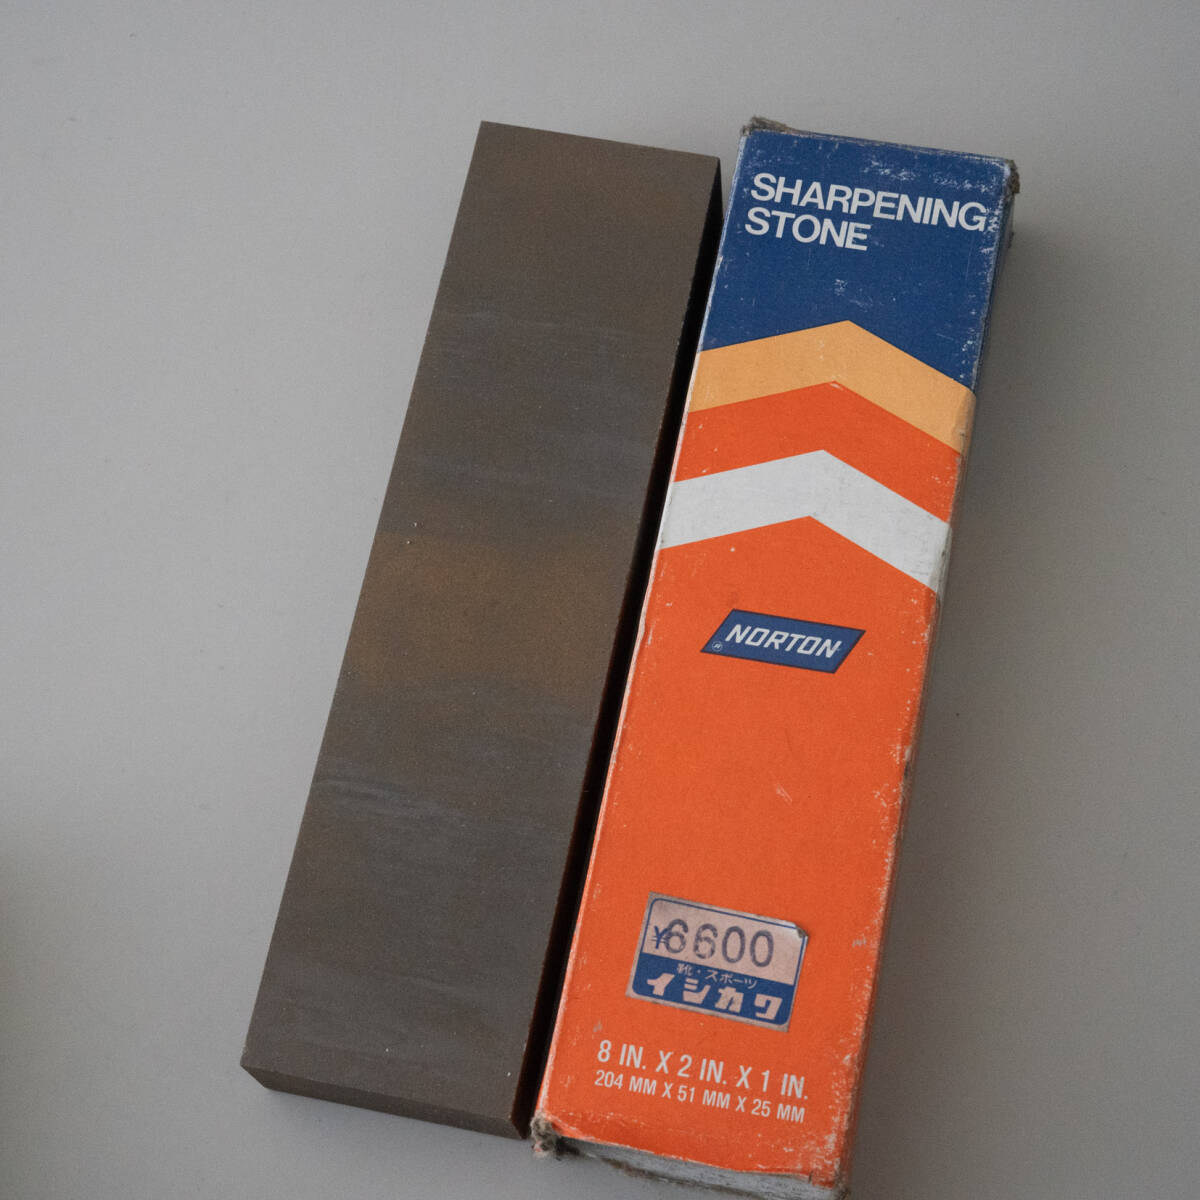 SHARPENING
STONE
NORTON
®
¥6600
靴・スポーツ
イシカワ
8 IN. X 2 IN. X 1 IN.
204 MM X 51 MM X 25 MM